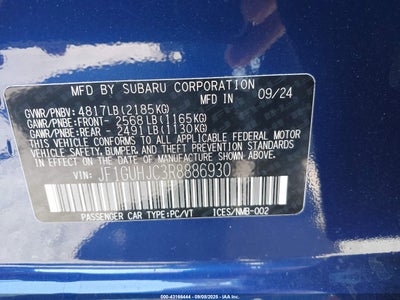 MFD BY SUBARU CORPORATION
IN JAPAN 09/24
GVWR/PNBV: 4817LB (2185KG)
GAWR/PNBE:FRONT- 2568LB (1165KG)
GAWR/PNBE:REAR - 2491LB (1130KG)
THIS VEHICLE CONFORMS TO ALL APPLICABLE FEDERAL MOTOR
VEHICLE SAFETY, BUMPER, AND THEFT PREVENTION STANDARDS
IN EFFECT ON THE DATE OF MANUFACTURE SHOWN ABOVE.
VIN: JF1GUHJC3R8886930
PASSENGER CAR TYPE:PC/VT ICES/NMB-002
000-43166444 - 09/09/2025 - IAAI